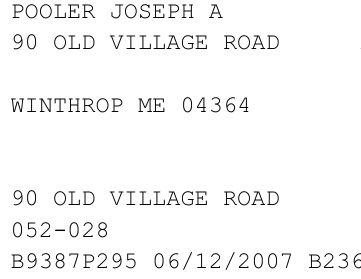 POOLER JOSEPH A
90 OLD VILLAGE ROAD
WINTHROP ME 04364
90 OLD VILLAGE ROAD
052-028
B9387P295 06/12/2007 B236